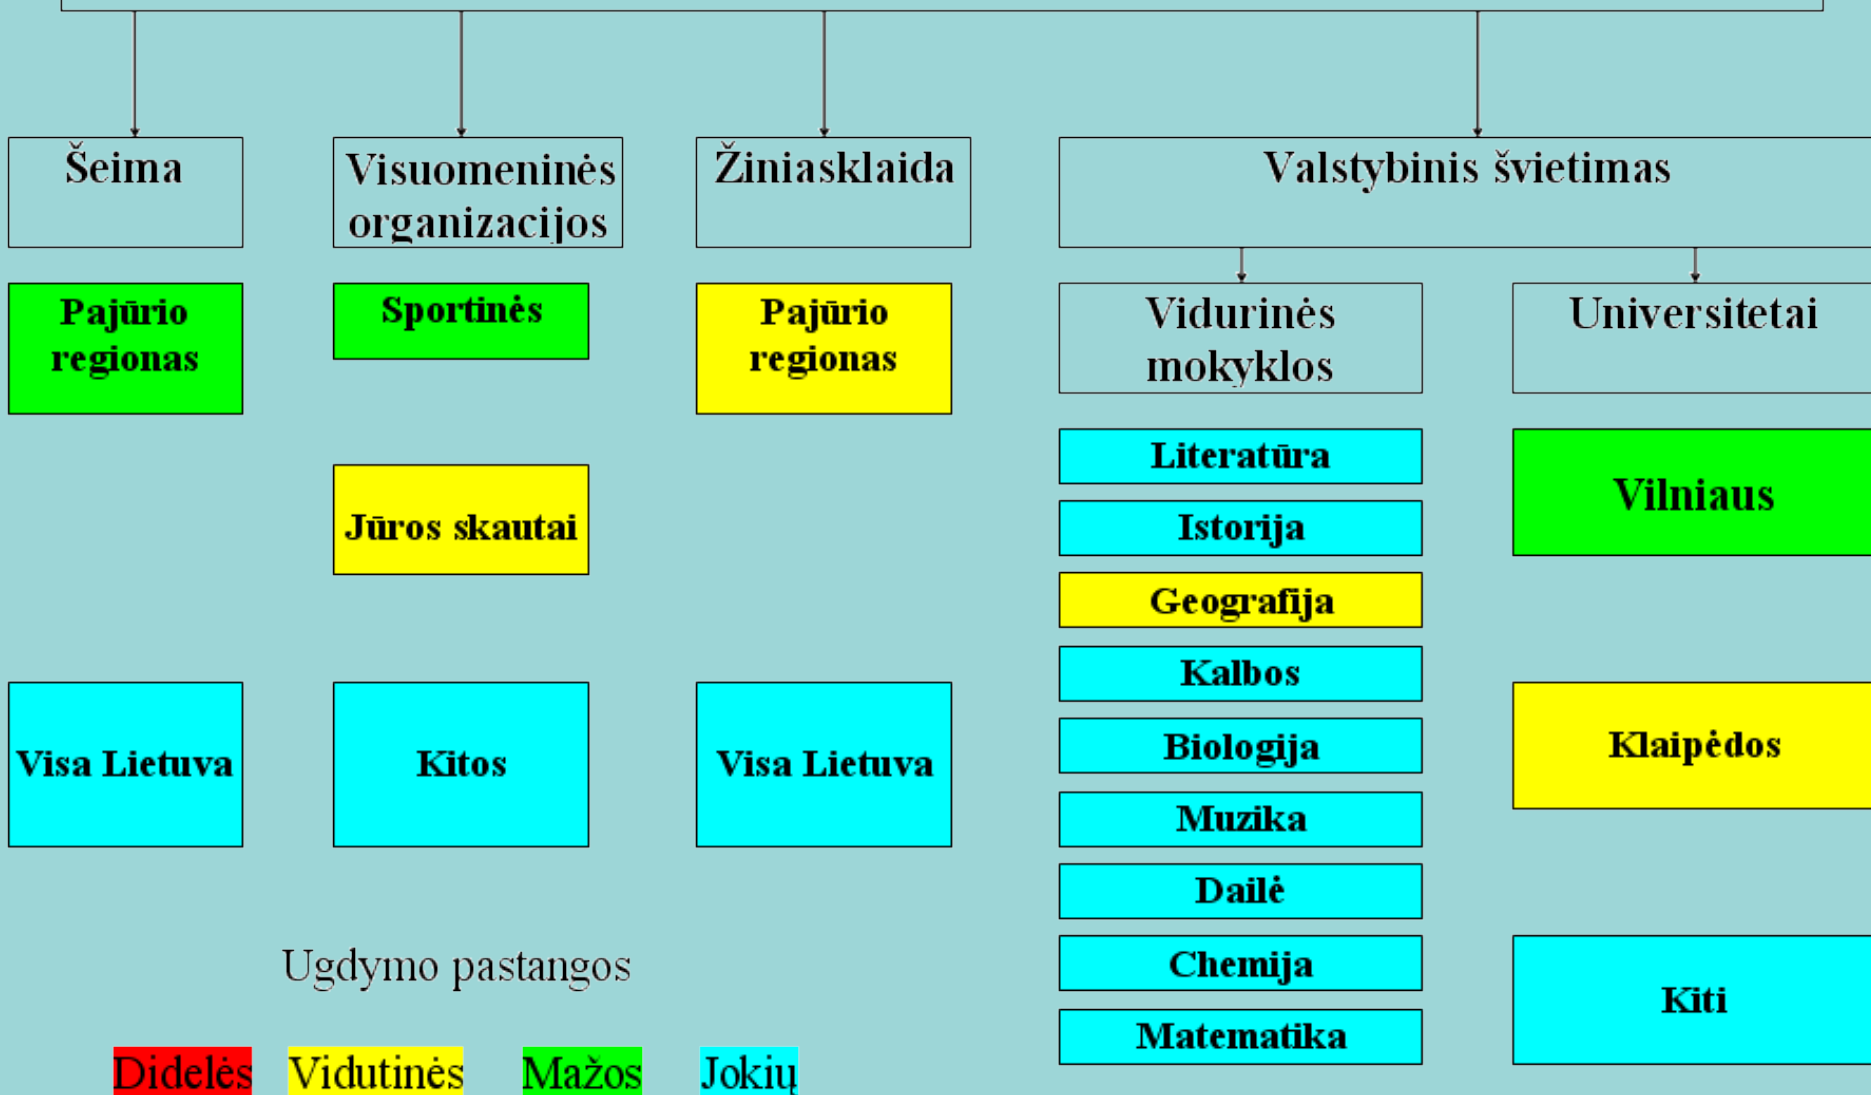 Šeima
Visuomeninės
organizacijos
Žiniasklaida
Valstybinis švietimas
Pajūrio
regionas
Sportinės
Pajūrio
regionas
Vidurinės
mokyklos
Universitetai
Jūros skautai
Literatūra
Istorija
Geografija
Kalbos
Biologija
Muzika
Dailė
Chemija
Matematika
Vilniaus
Klaipėdos
Kiti
Visa Lietuva
Kitos
Visa Lietuva
Ugdymo pastangos
Didelės Vidutinės Mažos Jokių